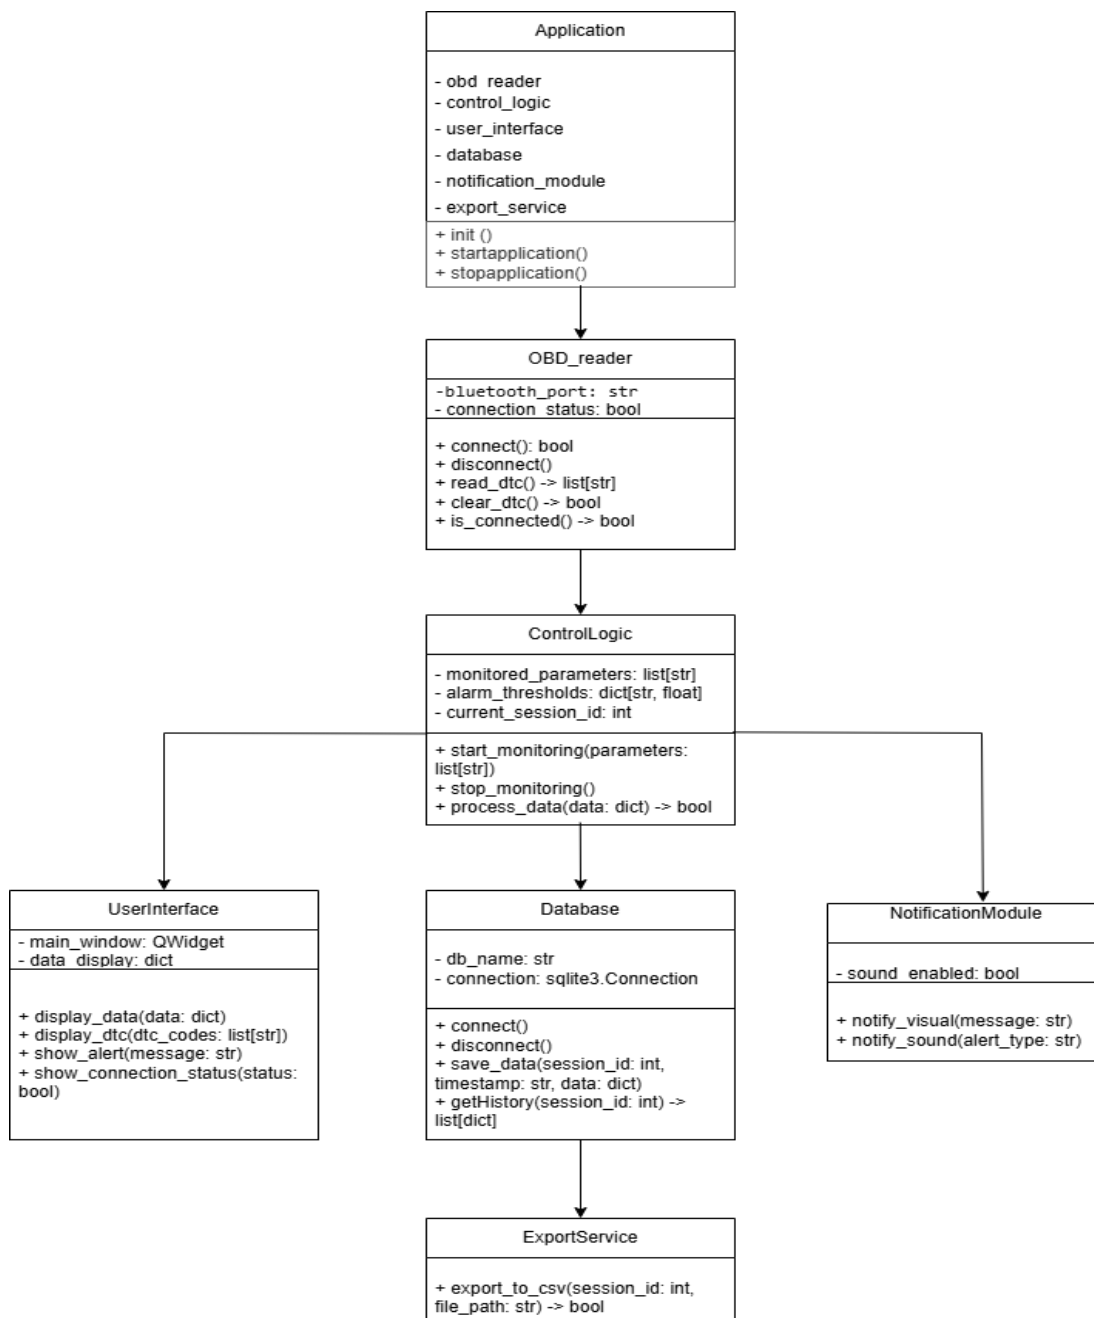 Application
- obd_reader
- control_logic
- user_interface
- database
- notification_module
- export_service
+ init ()
+ startapplication()
+ stopapplication()
OBD_reader
-bluetooth_port: str
- connection_status: bool
+ connect(): bool
+ disconnect()
+ read_dtc() -> list[str]
+ clear_dtc() -> bool
+ is_connected() -> bool
ControlLogic
- monitored_parameters: list[str]
- alarm_thresholds: dict[str, float]
- current_session_id: int
+ start_monitoring(parameters:
list[str])
+ stop_monitoring()
+ process_data(data: dict) -> bool
UserInterface
- main_window: QWidget
- data_display: dict
+ display_data(data: dict)
+ display_dtc(dtc_codes: list[str])
+ show_alert(message: str)
+ show_connection_status(status:
bool)
Database
- db_name: str
- connection: sqlite3.Connection
+ connect()
+ disconnect()
+ save_data(session_id: int,
timestamp: str, data: dict)
+ getHistory(session_id: int) ->
list[dict]
NotificationModule
- sound_enabled: bool
+ notify_visual(message: str)
+ notify_sound(alert_type: str)
ExportService
+ export_to_csv(session_id: int,
file_path: str) -> bool